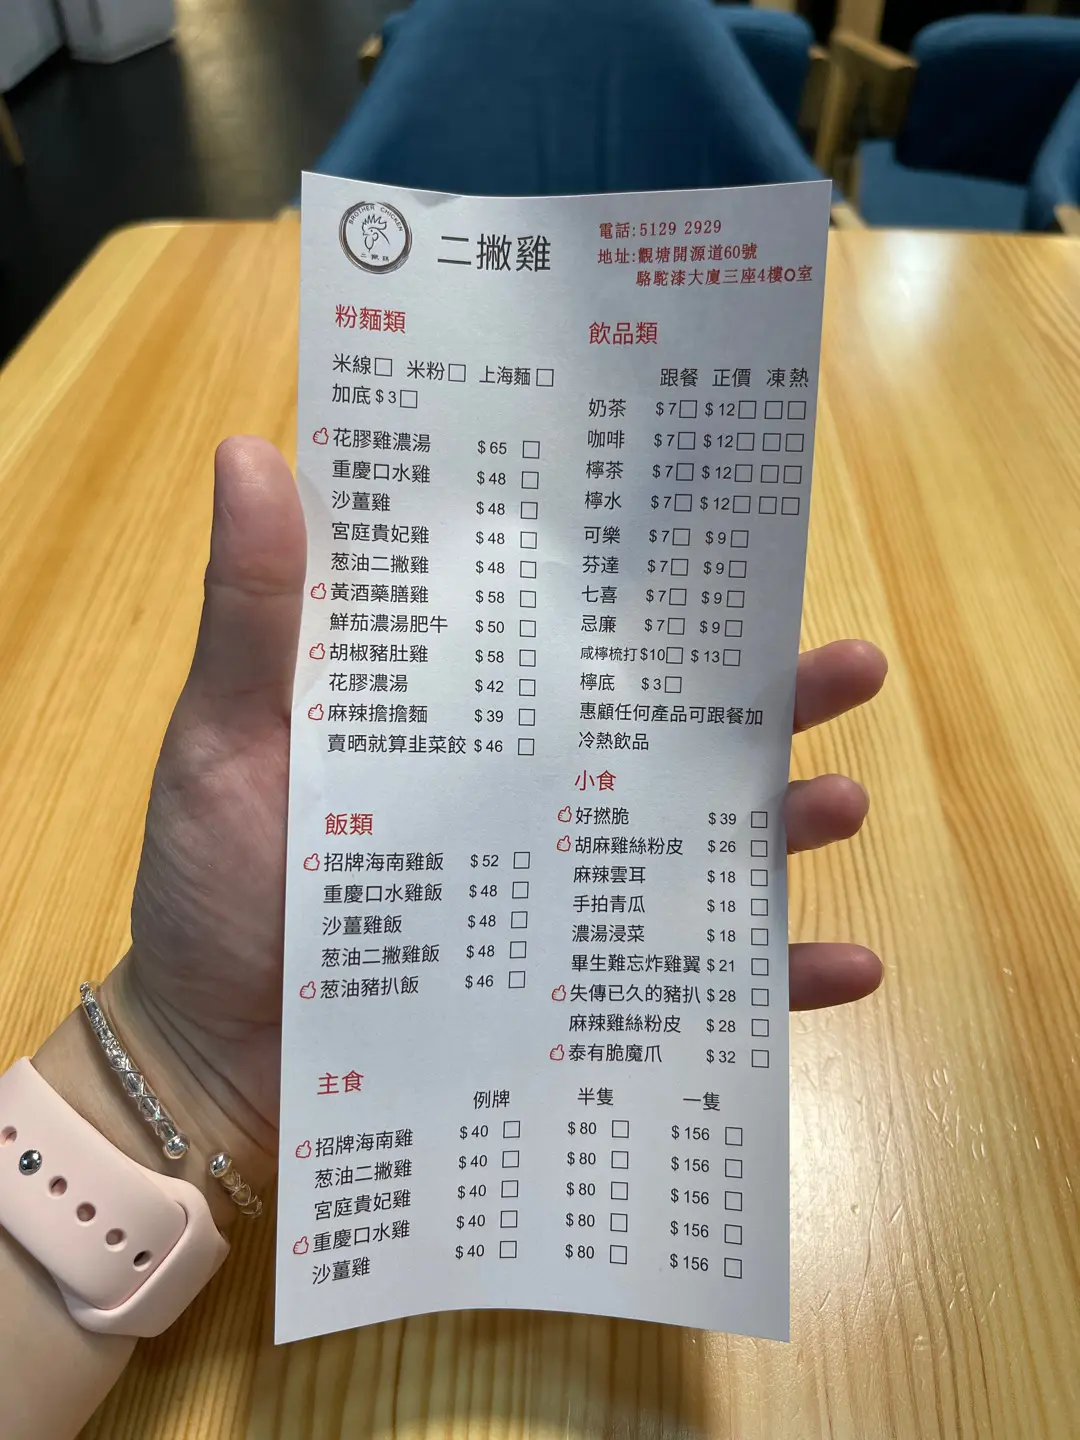 BROTHER CHICKEN
二撇雞
二撇雞
電話:5129 2929
地址:觀塘開源道60號
駱駝漆大廈三座4樓O室
粉麵類
米線□ 米粉□ 上海麵□
加底 $3□
花膠雞濃湯 $65 □
重慶口水雞 $48 □
沙薑雞 $48 □
宮庭貴妃雞 $48 □
葱油二撇雞 $48 □
黃酒藥膳雞 $58 □
鮮茄濃湯肥牛 $50 □
胡椒豬肚雞 $58 □
花膠濃湯 $42 □
麻辣擔擔麵 $39 □
賣晒就算韭菜餃 $46 □
飯類
招牌海南雞飯 $52 □
重慶口水雞飯 $48 □
沙薑雞飯 $48 □
葱油二撇雞飯 $48 □
葱油豬扒飯 $46 □
飲品類
跟餐 正價 凍熱
奶茶 $7□ $12□ □□
咖啡 $7□ $12□ □□
檸茶 $7□ $12□ □□
檸水 $7□ $12□ □□
可樂 $7□ $9□
芬達 $7□ $9□
七喜 $7□ $9□
忌廉 $7□ $9□
咸檸梳打 $10□ $13□
檸底 $3□
惠顧任何產品可跟餐加
冷熱飲品
小食
好撚脆 $39 □
胡麻雞絲粉皮 $26 □
麻辣雲耳 $18 □
手拍青瓜 $18 □
濃湯浸菜 $18 □
畢生難忘炸雞翼 $21 □
失傳已久的豬扒 $28 □
麻辣雞絲粉皮 $28 □
泰有脆魔爪 $32 □
主食
例牌 半隻 一隻
招牌海南雞 $40 □ $80 □ $156 □
葱油二撇雞 $40 □ $80 □ $156 □
宮庭貴妃雞 $40 □ $80 □ $156 □
重慶口水雞 $40 □ $80 □ $156 □
沙薑雞 $40 □ $80 □ $156 □